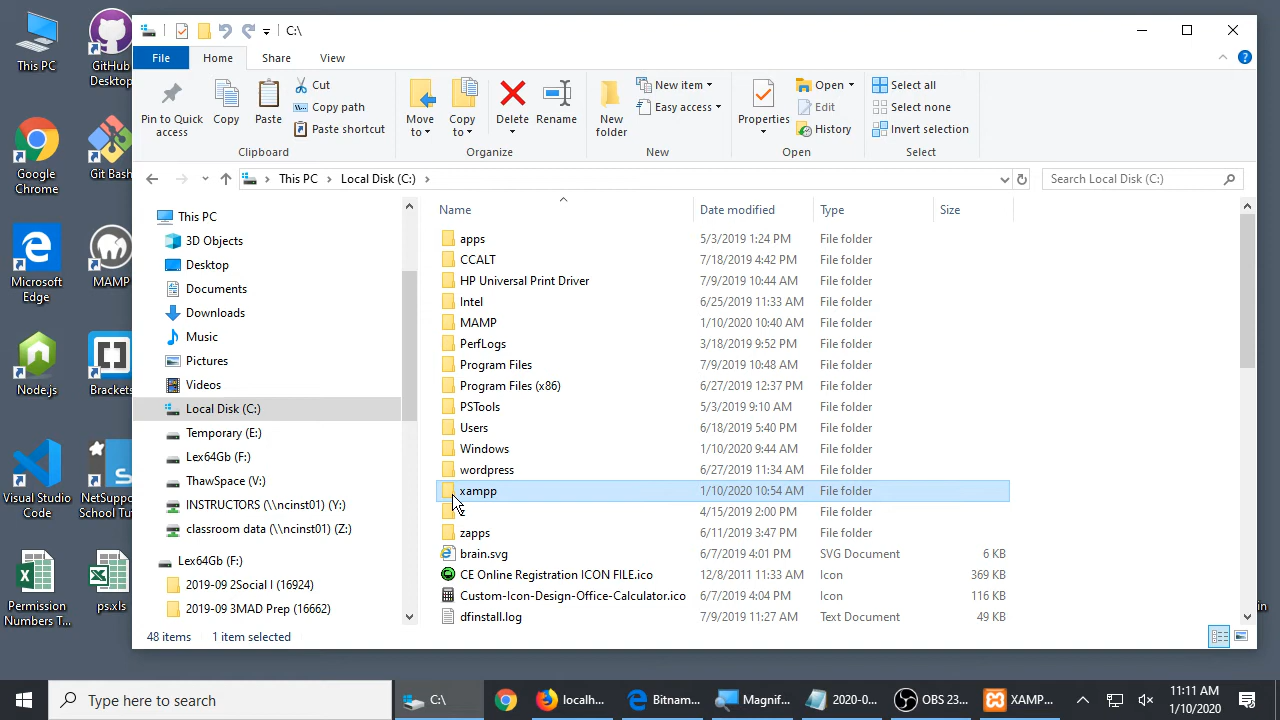 This PC
GitHub
Desktop
Google
Chrome
Git Bash
Microsoft
Edge
MAMP
Node.js
Brackets
Visual Studio
Code
NetSupport
School Tut...
Permission
Numbers T...
ps.xls
C:\
File
Home
Share
View
Pin to Quick
access
Copy
Paste
Cut
Copy path
Paste shortcut
Clipboard
Move
to
Copy
to
Delete
Rename
Organize
New
folder
New item
Easy access
New
Properties
Open
Edit
History
Open
Select all
Select none
Invert selection
Select
This PC
Local Disk (C:)
Search Local Disk (C:)
This PC
3D Objects
Desktop
Documents
Downloads
Music
Pictures
Videos
Local Disk (C:)
Temporary (E:)
Lex64Gb (F:)
ThawSpace (V:)
INSTRUCTORS (\\ncinst01) (Y:)
classroom data (\\ncinst01) (Z:)
Lex64Gb (F:)
2019-09 2Social I (16924)
2019-09 3MAD Prep (16662)
Name Date modified Type Size
apps 5/3/2019 1:24 PM File folder
CCALT 7/18/2019 4:42 PM File folder
HP Universal Print Driver 7/9/2019 10:44 AM File folder
Intel 6/25/2019 11:33 AM File folder
MAMP 1/10/2020 10:40 AM File folder
PerfLogs 3/18/2019 9:52 PM File folder
Program Files 7/9/2019 10:48 AM File folder
Program Files (x86) 6/27/2019 12:37 PM File folder
PSTools 5/3/2019 9:10 AM File folder
Users 6/18/2019 5:40 PM File folder
Windows 1/10/2020 9:44 AM File folder
wordpress 6/27/2019 11:34 AM File folder
xampp 1/10/2020 10:54 AM File folder
z 4/15/2019 2:00 PM File folder
zapps 6/11/2019 3:47 PM File folder
brain.svg 6/7/2019 4:01 PM SVG Document 6 KB
CE Online Registration ICON FILE.ico 12/8/2011 11:33 AM Icon 369 KB
Custom-Icon-Design-Office-Calculator.ico 6/7/2019 4:04 PM Icon 116 KB
dfinstall.log 7/9/2019 11:27 AM Text Document 49 KB
48 items 1 item selected
in
Type here to search
C:\
localh...
Bitnam...
Magnif...
2020-0...
OBS 23...
XAMP...
11:11 AM
1/10/2020